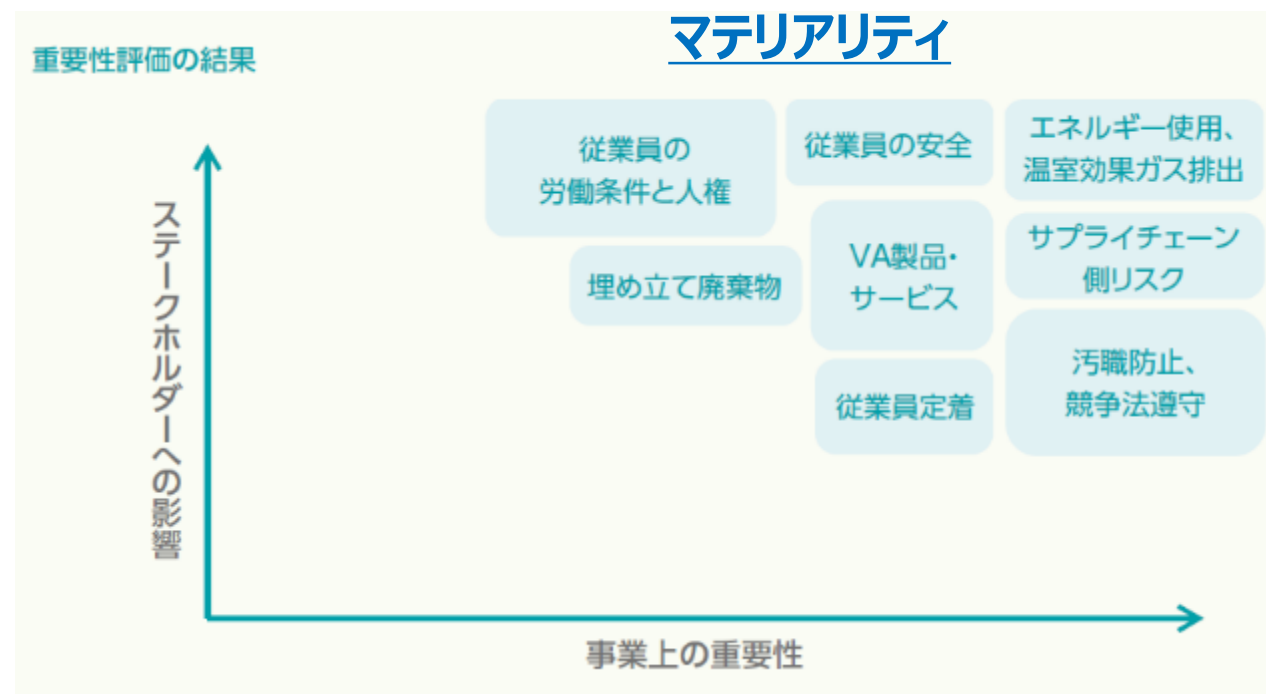 マテリアリティ
重要性評価の結果
従業員の
労働条件と人権
従業員の安全
エネルギー使用、
温室効果ガス排出
埋め立て廃棄物
VA製品・
サービス
サプライチェーン
側リスク
従業員定着
汚職防止、
競争法遵守
ステークホルダーへの影響
事業上の重要性